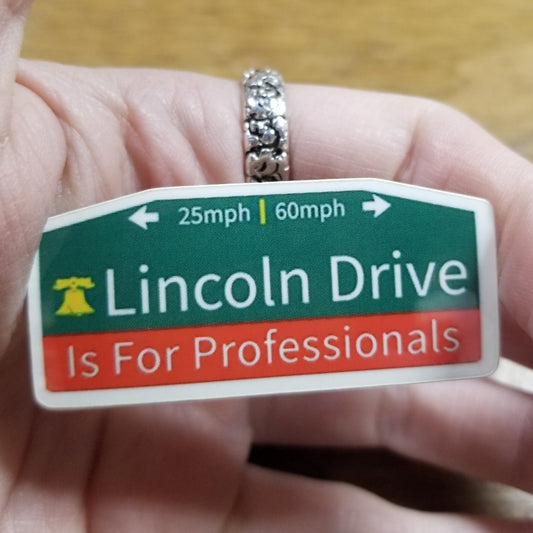 25mph | 60mph
Lincoln Drive
Is For Professionals